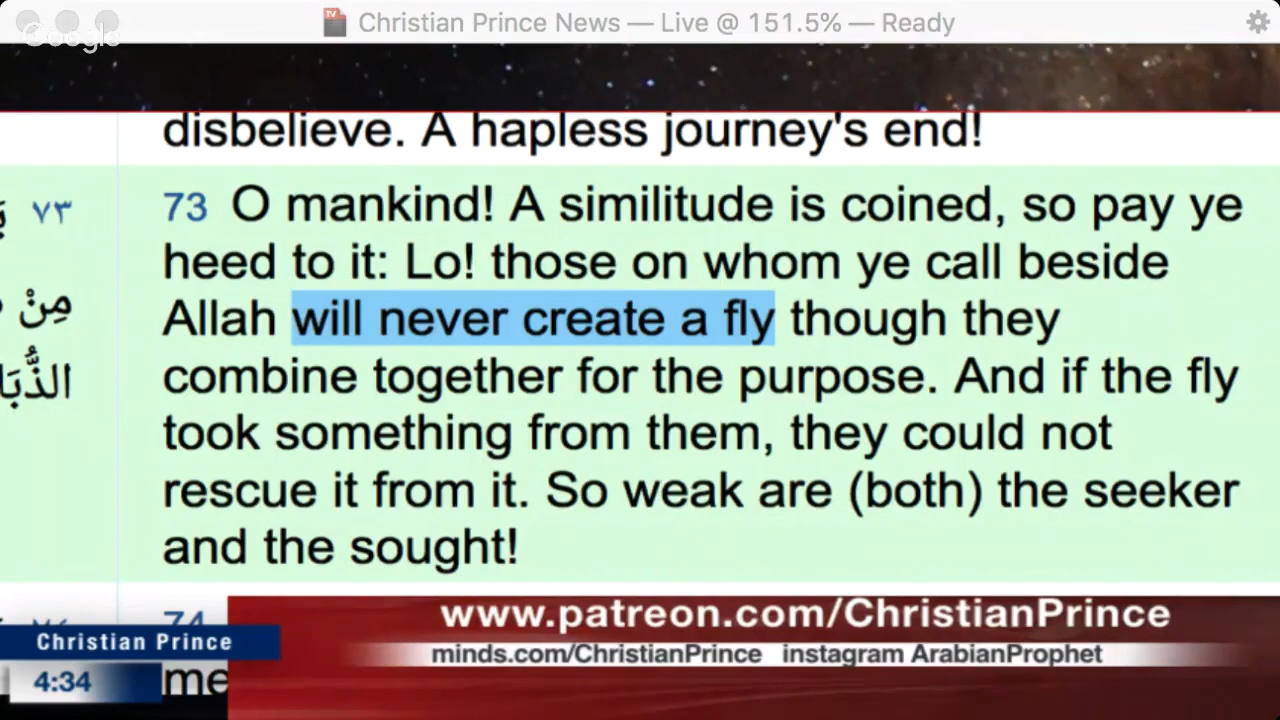 Christian Prince News — Live @ 151.5% — Ready
Google
disbelieve. A hapless journey's end!
٧٣
73 O mankind! A similitude is coined, so pay ye
heed to it: Lo! those on whom ye call beside
مِنْ
Allah will never create a fly though they
combine together for the purpose. And if the fly
took something from them, they could not
rescue it from it. So weak are (both) the seeker
and the sought!
74
www.patreon.com/ChristianPrince
Christian Prince
minds.com/ChristianPrince instagram ArabianProphet
4:34